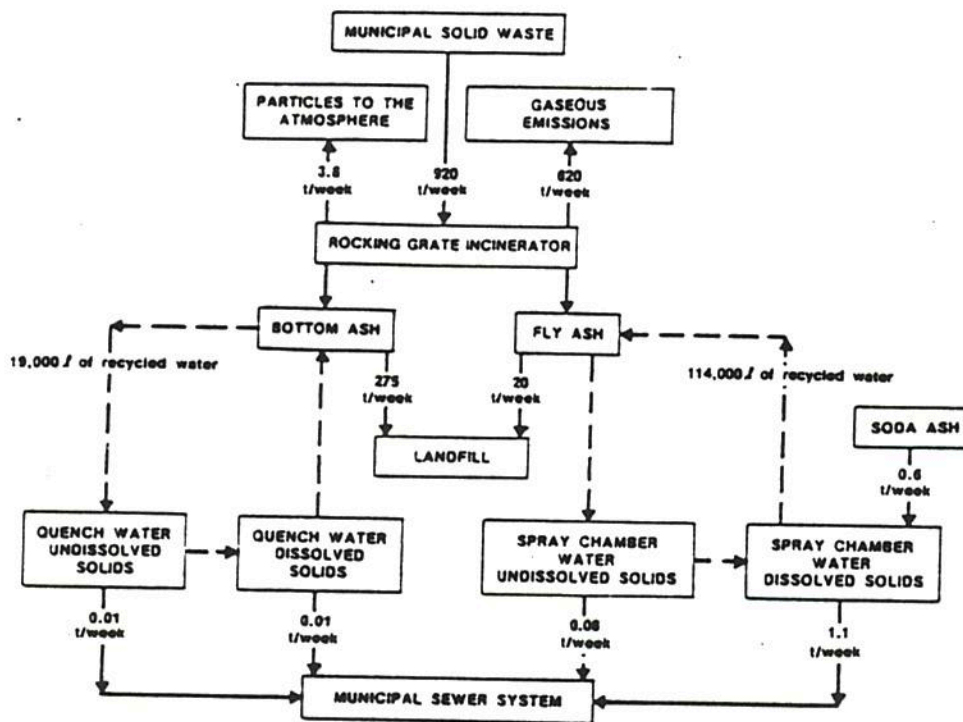 MUNICIPAL SOLID WASTE
PARTICLES TO THE
ATMOSPHERE
GASEOUS
EMISSIONS
3.8
t/week
920
t/week
620
t/week
ROCKING GRATE INCINERATOR
BOTTOM ASH
FLY ASH
19,000 l of recycled water
114,000 l of recycled water
275
t/week
20
t/week
SODA ASH
LANDFILL
0.6
t/week
QUENCH WATER
UNDISSOLVED
SOLIDS
QUENCH WATER
DISSOLVED
SOLIDS
SPRAY CHAMBER
WATER
UNDISSOLVED SOLIDS
SPRAY CHAMBER
WATER
DISSOLVED SOLIDS
0.01
t/week
0.01
t/week
t/week
1.1
t/week
MUNICIPAL SEWER SYSTEM